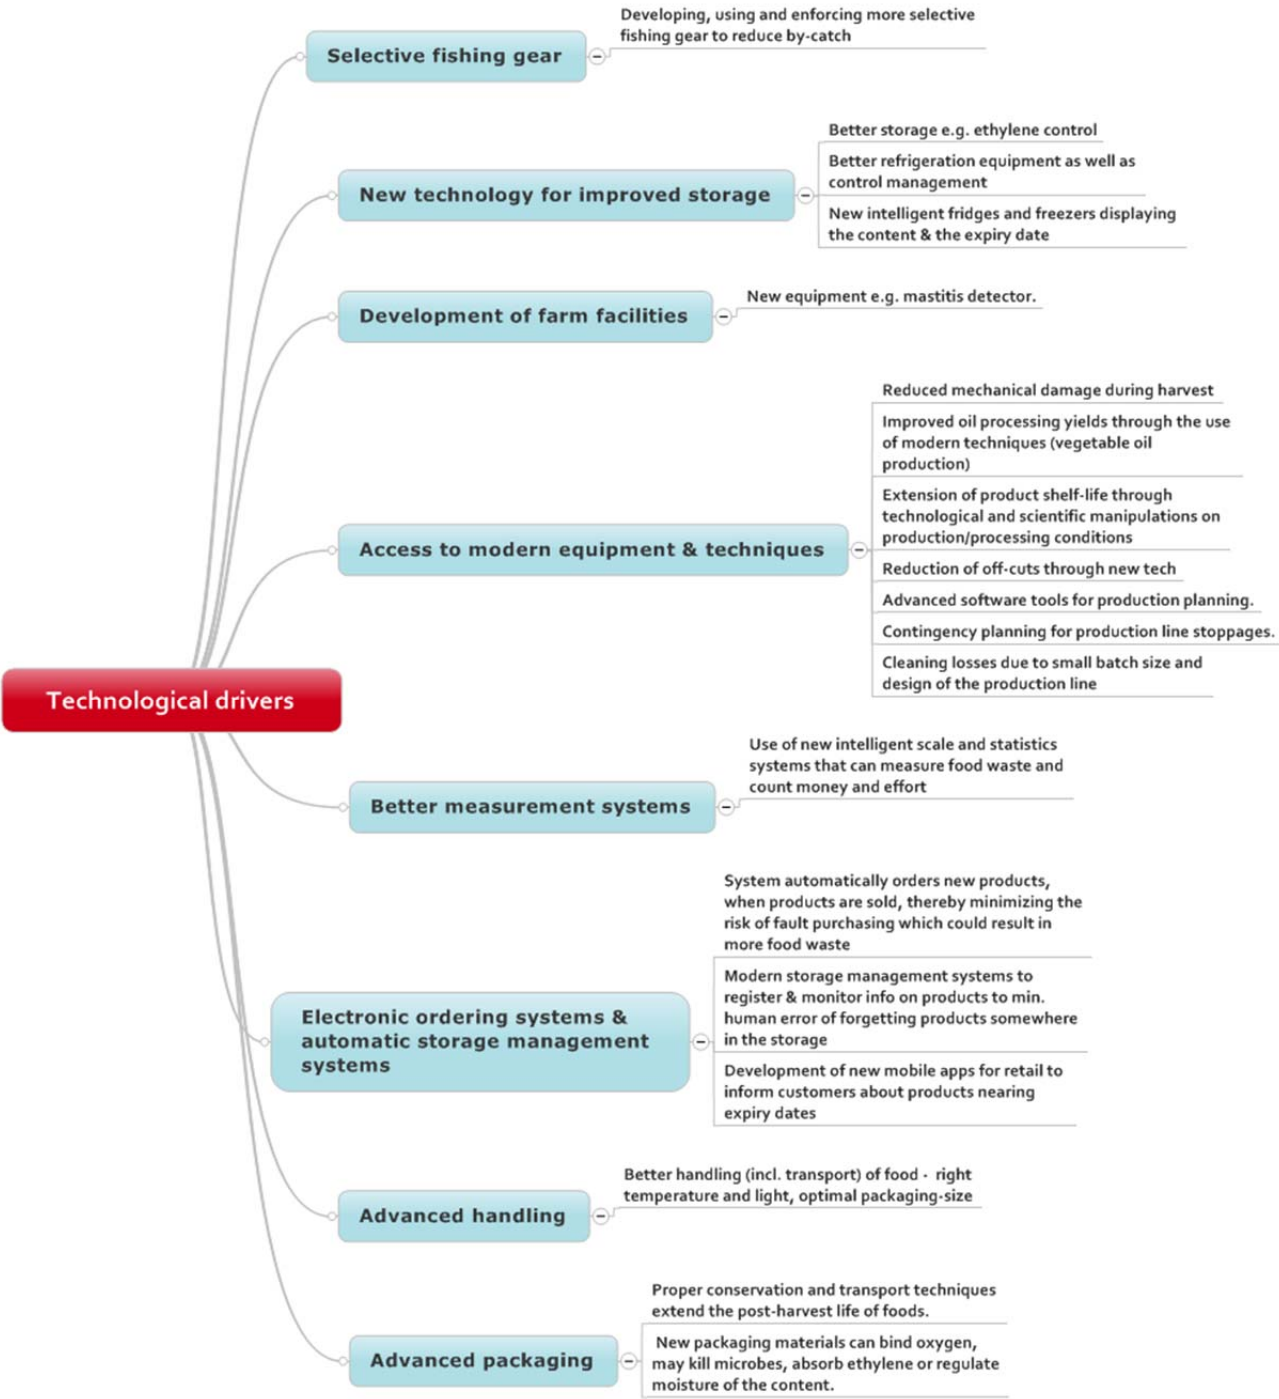 Developing, using and enforcing more selective
fishing gear to reduce by-catch
Selective fishing gear
Better storage e.g. ethylene control
Better refrigeration equipment as well as
control management
New technology for improved storage
New intelligent fridges and freezers displaying
the content & the expiry date
New equipment e.g. mastitis detector.
Development of farm facilities
Reduced mechanical damage during harvest
Improved oil processing yields through the use
of modern techniques (vegetable oil
production)
Extension of product shelf-life through
technological and scientific manipulations on
production/processing conditions
Access to modern equipment & techniques
Reduction of off-cuts through new tech
Advanced software tools for production planning.
Contingency planning for production line stoppages.
Cleaning losses due to small batch size and
design of the production line
Technological drivers
Use of new intelligent scale and statistics
systems that can measure food waste and
count money and effort
Better measurement systems
System automatically orders new products,
when products are sold, thereby minimizing the
risk of fault purchasing which could result in
more food waste
Modern storage management systems to
register & monitor info on products to min.
human error of forgetting products somewhere
in the storage
Electronic ordering systems &
automatic storage management
systems
Development of new mobile apps for retail to
inform customers about products nearing
expiry dates
Better handling (incl. transport) of food - right
temperature and light, optimal packaging-size
Advanced handling
Proper conservation and transport techniques
extend the post-harvest life of foods.
Advanced packaging
New packaging materials can bind oxygen,
may kill microbes, absorb ethylene or regulate
moisture of the content.